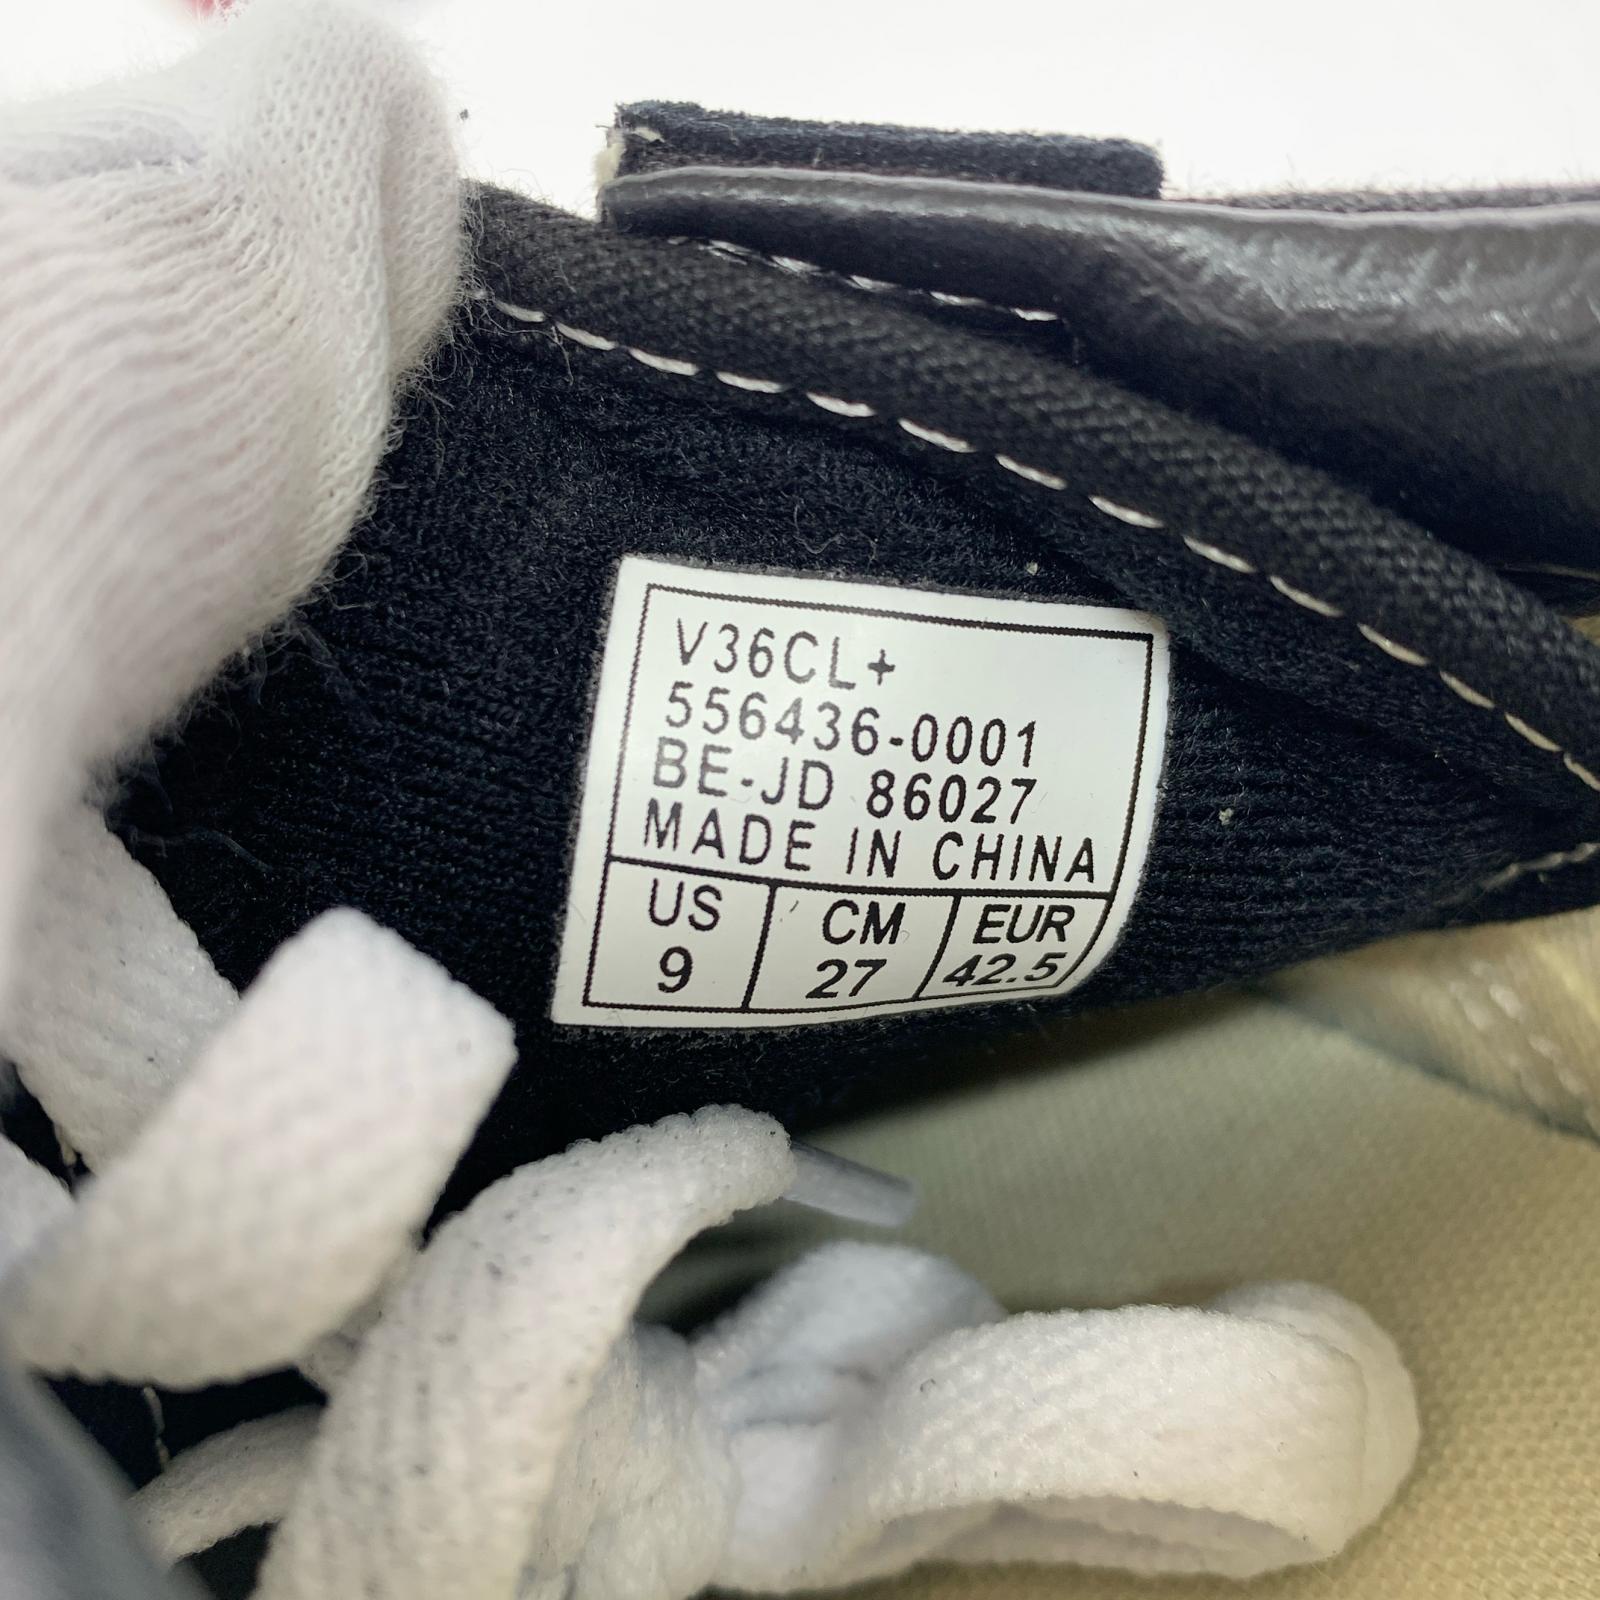 V36CL+
556436-0001
BE-JD 86027
MADE IN CHINA
US CM EUR
9 27 42.5